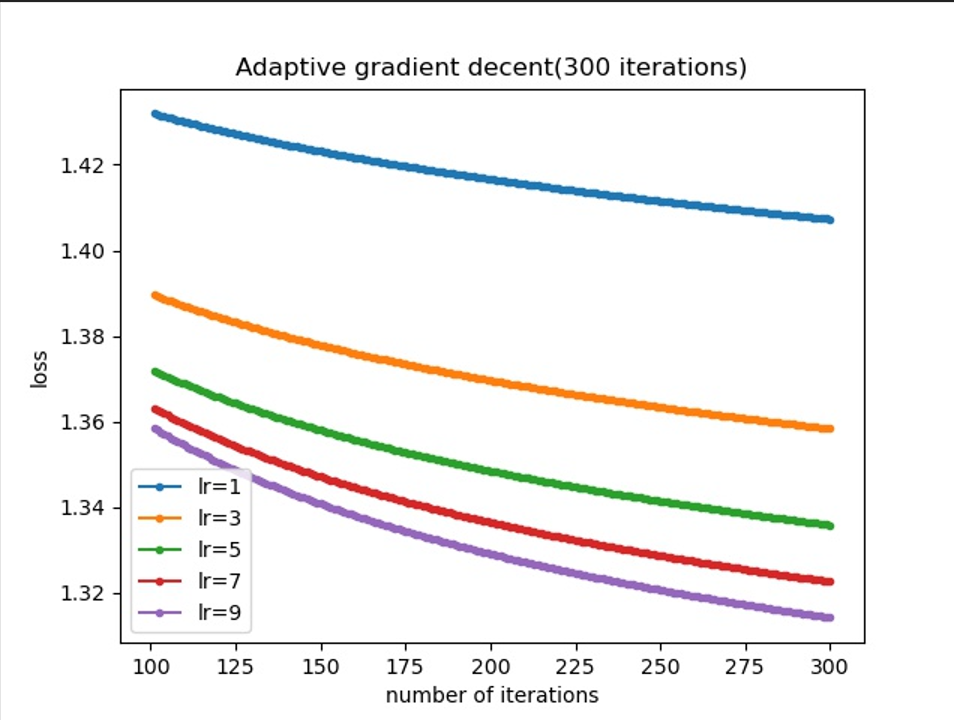 Adaptive gradient decent(300 iterations)
1.42
1.40
1.38
1.36
1.34
1.32
loss
lr=1
lr=3
lr=5
lr=7
lr=9
100 125 150 175 200 225 250 275 300
number of iterations